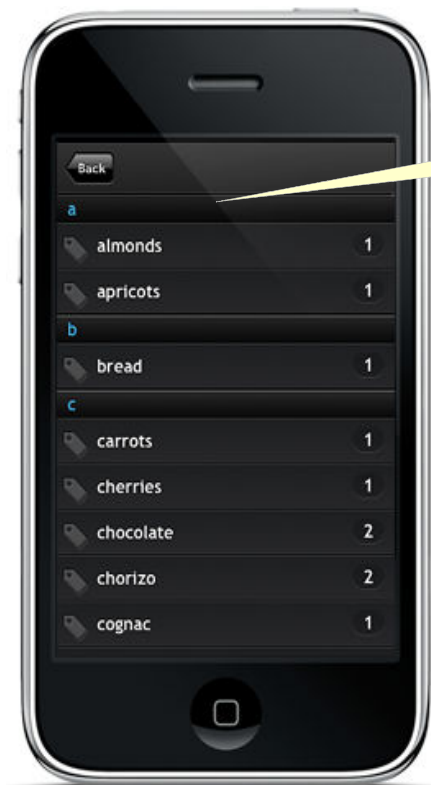 Back
a
almonds 1
apricots 1
b
bread 1
c
carrots 1
cherries 1
chocolate 2
chorizo 2
cognac 1